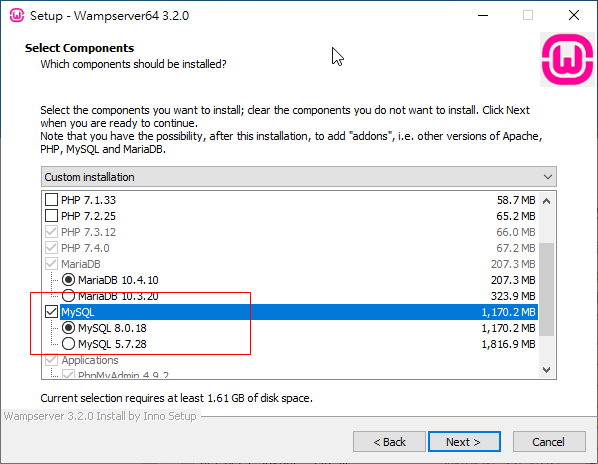 Setup - Wampserver64 3.2.0
Select Components
Which components should be installed?
Select the components you want to install; clear the components you do not want to install. Click Next
when you are ready to continue.
Note that you have the possibility, after this installation, to add "addons", i.e. other versions of Apache,
PHP, MySQL and MariaDB.
Custom installation
PHP 7.1.33 58.7 MB
PHP 7.2.25 65.2 MB
PHP 7.3.12 66.0 MB
PHP 7.4.0 67.2 MB
MariaDB 207.3 MB
MariaDB 10.4.10 207.3 MB
MariaDB 10.3.20 323.9 MB
MySQL 1,170.2 MB
MySQL 8.0.18 1,170.2 MB
MySQL 5.7.28 1,816.9 MB
Applications
PhpMyAdmin 4.9.2
Current selection requires at least 1.61 GB of disk space.
Wampserver 3.2.0 Install by Inno Setup
< Back Next > Cancel